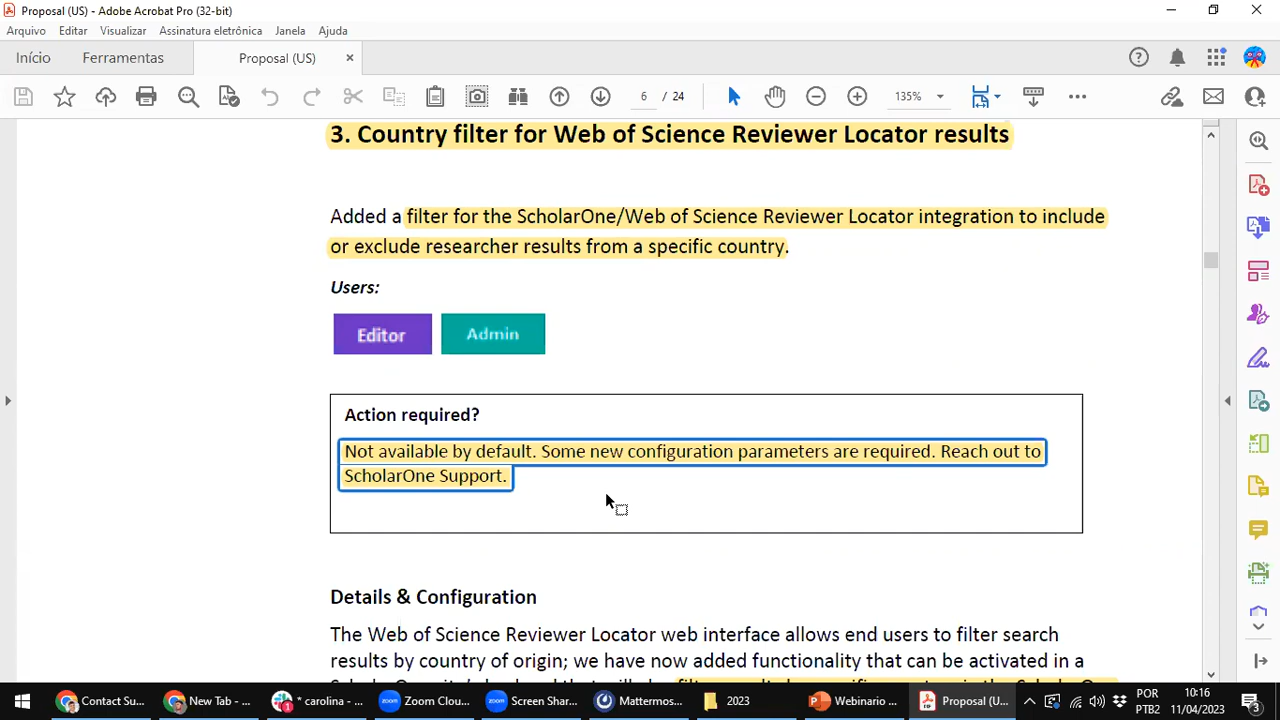 Proposal (US) - Adobe Acrobat Pro (32-bit)
Arquivo Editar Visualizar Assinatura eletrônica Janela Ajuda
Início Ferramentas Proposal (US)
6 / 24 135%
3. Country filter for Web of Science Reviewer Locator results
Added a filter for the ScholarOne/Web of Science Reviewer Locator integration to include
or exclude researcher results from a specific country.
Users:
Editor Admin
Action required?
Not available by default. Some new configuration parameters are required. Reach out to
ScholarOne Support.
Details & Configuration
The Web of Science Reviewer Locator web interface allows end users to filter search
results by country of origin; we have now added functionality that can be activated in a
Contact Su... New Tab - ... * carolina - ... Zoom Clou... Screen Shar... Mattermos... 2023 Webinario ... Proposal (U... POR PTB2 10:16 11/04/2023 3